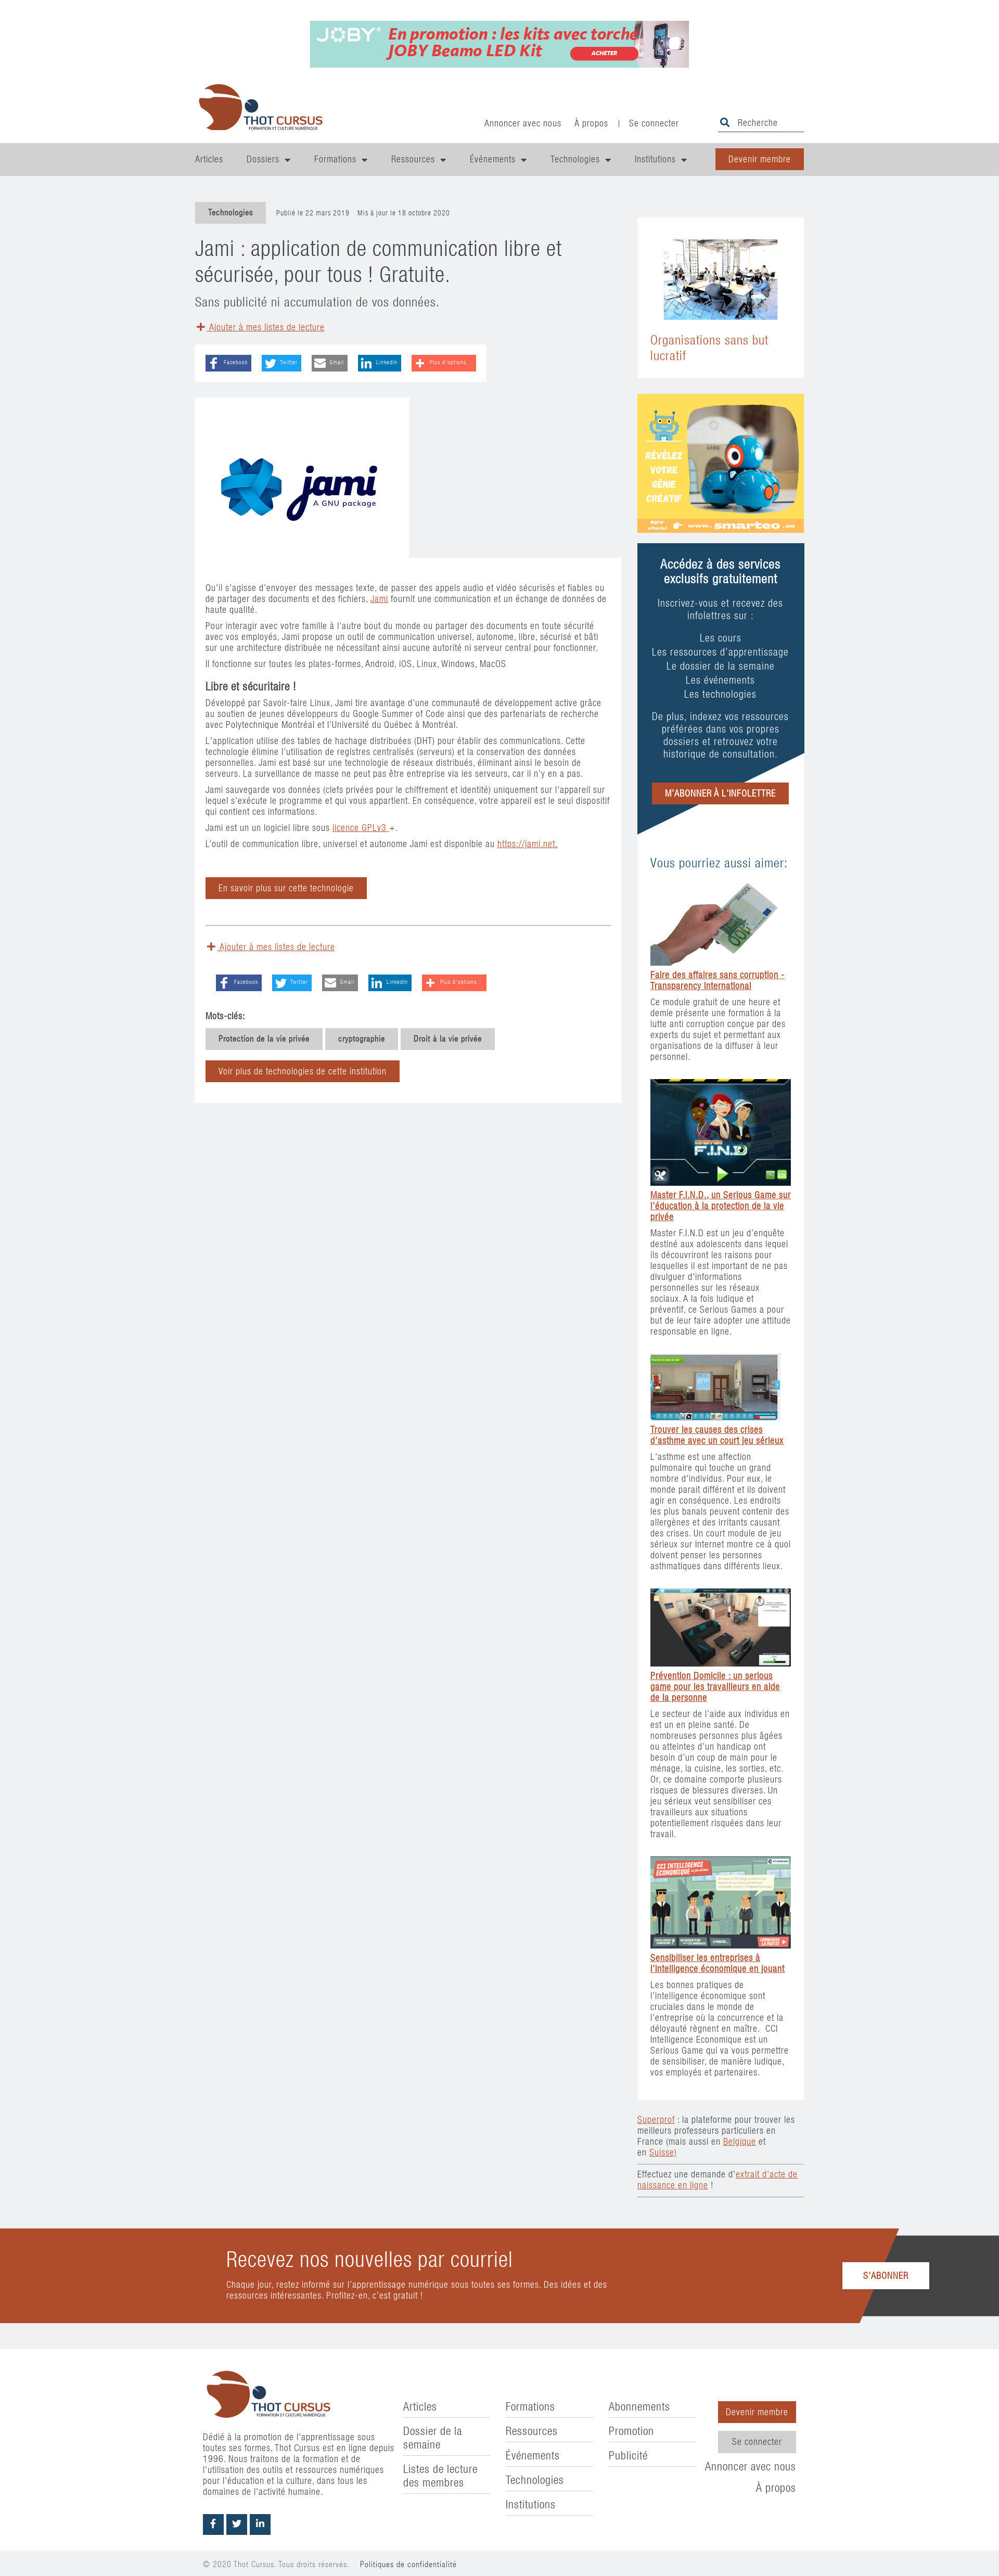 JOBY
En promotion : les kits avec torche
JOBY Beamo LED Kit
ACHETER
THOT CURSUS
FORMATION ET CULTURE NUMÉRIQUE
Annoncer avec nous
À propos
|
Se connecter
Recherche
Articles
Dossiers
Formations
Ressources
Événements
Technologies
Institutions
Devenir membre
Technologies
Publié le 22 mars 2019 Mis à jour le 18 octobre 2020
Jami : application de communication libre et
sécurisée, pour tous ! Gratuite.
Sans publicité ni accumulation de vos données.
Ajouter à mes listes de lecture
Facebook
Twitter
Email
LinkedIn
Plus d'options...
jami
A GNU package
Qu'il s'agisse d'envoyer des messages texte, de passer des appels audio et vidéo sécurisés et fiables ou
de partager des documents et des fichiers, Jami fournit une communication et un échange de données de
haute qualité.
Pour interagir avec votre famille à l'autre bout du monde ou partager des documents en toute sécurité
avec vos employés, Jami propose un outil de communication universel, autonome, libre, sécurisé et bâti
sur une architecture distribuée ne nécessitant ainsi aucune autorité ni serveur central pour fonctionner.
Il fonctionne sur toutes les plates-formes, Android, iOS, Linux, Windows, MacOS
Libre et sécuritaire !
Développé par Savoir-faire Linux, Jami tire avantage d'une communauté de développement active grâce
au soutien de jeunes développeurs du Google Summer of Code ainsi que des partenariats de recherche
avec Polytechnique Montréal et l'Université du Québec à Montréal.
L'application utilise des tables de hachage distribuées (DHT) pour établir des communications. Cette
technologie élimine l'utilisation de registres centralisés (serveurs) et la conservation des données
personnelles. Jami est basé sur une technologie de réseaux distribués, éliminant ainsi le besoin de
serveurs. La surveillance de masse ne peut pas être entreprise via les serveurs, car il n'y en a pas.
Jami sauvegarde vos données (clefs privées pour le chiffrement et identité) uniquement sur l'appareil sur
lequel s'exécute le programme et qui vous appartient. En conséquence, votre appareil est le seul dispositif
qui contient ces informations.
Jami est un un logiciel libre sous licence GPLv3 +.
L'outil de communication libre, universel et autonome Jami est disponible au https://jami.net.
En savoir plus sur cette technologie
Ajouter à mes listes de lecture
Facebook
Twitter
Email
LinkedIn
Plus d'options...
Mots-clés:
Protection de la vie privée
cryptographie
Droit à la vie privée
Voir plus de technologies de cette institution
Organisations sans but
lucratif
RÉVÉLEZ
VOTRE
GÉNIE
CRÉATIF
www.smarteo.co
Accédez à des services
exclusifs gratuitement
Inscrivez-vous et recevez des
infolettres sur :
Les cours
Les ressources d'apprentissage
Le dossier de la semaine
Les événements
Les technologies
De plus, indexez vos ressources
préférées dans vos propres
dossiers et retrouvez votre
historique de consultation.
M'ABONNER À L'INFOLETTRE
Vous pourriez aussi aimer:
Faire des affaires sans corruption -
Transparency International
Ce module gratuit de une heure et
demie présente une formation à la
lutte anti corruption conçue par des
experts du sujet et permettant aux
organisations de la diffuser à leur
personnel.
F.I.N.D
Master F.I.N.D., un Serious Game sur
l'éducation à la protection de la vie
privée
Master F.I.N.D est un jeu d'enquête
destiné aux adolescents dans lequel
ils découvriront les raisons pour
lesquelles il est important de ne pas
divulguer d'informations
personnelles sur les réseaux
sociaux. A la fois ludique et
préventif, ce Serious Games a pour
but de leur faire adopter une attitude
responsable en ligne.
Trouver les causes des crises
d'asthme avec un court jeu sérieux
L'asthme est une affection
pulmonaire qui touche un grand
nombre d'individus. Pour eux, le
monde parait différent et ils doivent
agir en conséquence. Les endroits
les plus banals peuvent contenir des
allergènes et des irritants causant
des crises. Un court module de jeu
sérieux sur Internet montre ce à quoi
doivent penser les personnes
asthmatiques dans différents lieux.
Prévention Domicile : un serious
game pour les travailleurs en aide
de la personne
Le secteur de l'aide aux individus en
est un en pleine santé. De
nombreuses personnes plus âgées
ou atteintes d'un handicap ont
besoin d'un coup de main pour le
ménage, la cuisine, les sorties, etc.
Or, ce domaine comporte plusieurs
risques de blessures diverses. Un
jeu sérieux veut sensibiliser ces
travailleurs aux situations
potentiellement risquées dans leur
travail.
CCI INTELLIGENCE
ÉCONOMIQUE
Sensibiliser les entreprises à
l'intelligence économique en jouant
Les bonnes pratiques de
l'intelligence économique sont
cruciales dans le monde de
l'entreprise où la concurrence et la
déloyauté règnent en maître. CCI
Intelligence Economique est un
Serious Game qui va vous permettre
de sensibiliser, de manière ludique,
vos employés et partenaires.
Superprof : la plateforme pour trouver les
meilleurs professeurs particuliers en
France (mais aussi en Belgique et
en Suisse)
Effectuez une demande d'extrait d'acte de
naissance en ligne !
Recevez nos nouvelles par courriel
Chaque jour, restez informé sur l'apprentissage numérique sous toutes ses formes. Des idées et des
ressources intéressantes. Profitez-en, c'est gratuit !
S'ABONNER
THOT CURSUS
FORMATION ET CULTURE NUMÉRIQUE
Dédié à la promotion de l'apprentissage sous
toutes ses formes, Thot Cursus est en ligne depuis
1996. Nous traitons de la formation et de
l'utilisation des outils et ressources numériques
pour l'éducation et la culture, dans tous les
domaines de l'activité humaine.
Articles
Dossier de la
semaine
Listes de lecture
des membres
Formations
Ressources
Événements
Technologies
Institutions
Abonnements
Promotion
Publicité
Devenir membre
Se connecter
Annoncer avec nous
À propos
© 2020 Thot Cursus. Tous droits réservés.
Politiques de confidentialité